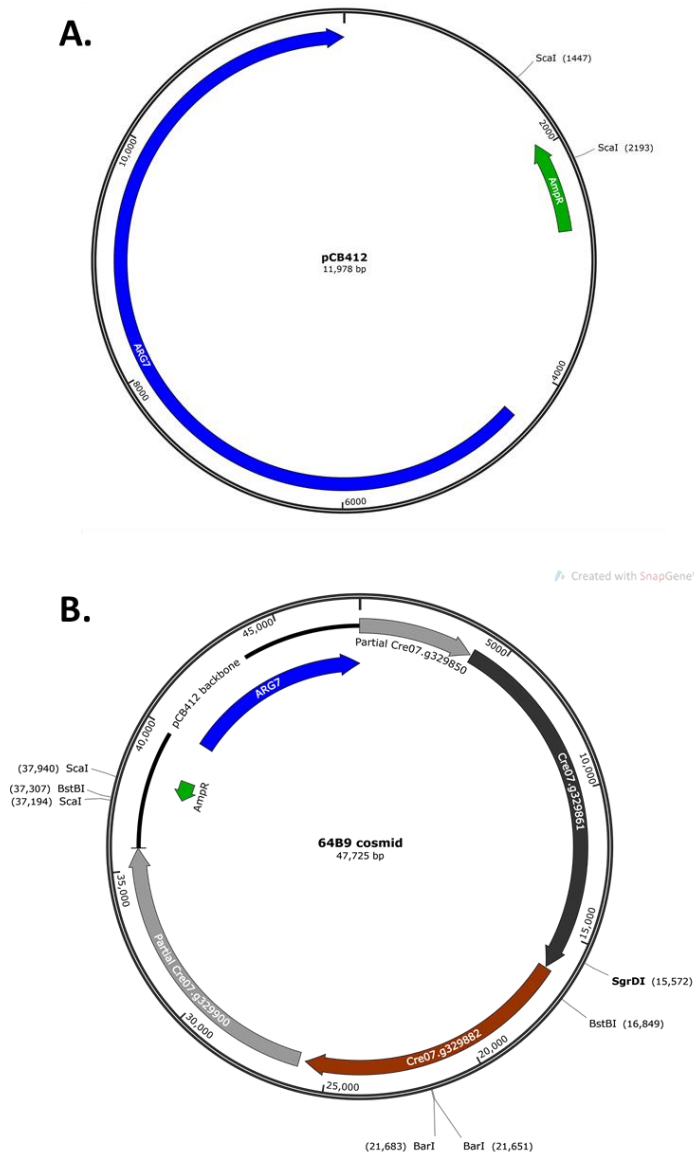 A.
ScaI (1447)
2000
ScaI (2193)
10,000
AmpR
pCB412
11,978 bp
ARG7
8000
4000
6000
Created with SnapGene®
B.
45,000
5000
Partial Cre07.g329850
pCB412 backbone
ARG7
40,000
(37,940) ScaI
(37,307) BstBI
(37,194) ScaI
AmpR
10,000
Cre07.g329861
64B9 cosmid
47,725 bp
35,000
15,000
SgrDI (15,572)
BstBI (16,849)
Partial Cre07.g329900
30,000
Cre07.g329882
20,000
25,000
(21,683) BarI
BarI (21,651)